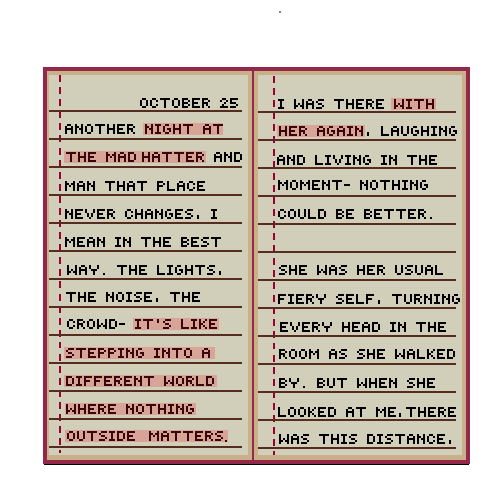 OCTOBER 25
ANOTHER NIGHT AT
THE MAD HATTER AND
MAN THAT PLACE
NEVER CHANGES. I
MEAN IN THE BEST
WAY. THE LIGHTS,
THE NOISE, THE
CROWD- IT'S LIKE
STEPPING INTO A
DIFFERENT WORLD
WHERE NOTHING
OUTSIDE MATTERS.
I WAS THERE WITH
HER AGAIN. LAUGHING
AND LIVING IN THE
MOMENT- NOTHING
COULD BE BETTER.
SHE WAS HER USUAL
FIERY SELF, TURNING
EVERY HEAD IN THE
ROOM AS SHE WALKED
BY. BUT WHEN SHE
LOOKED AT ME, THERE
WAS THIS DISTANCE,